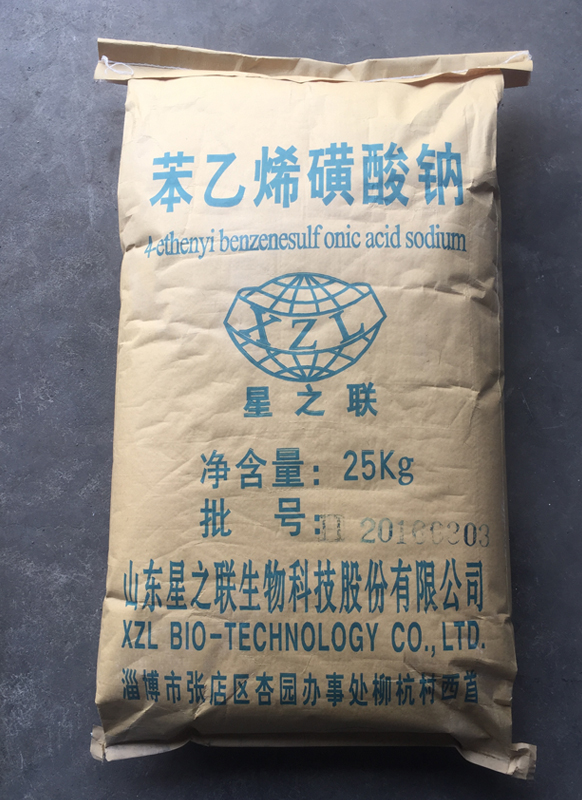 苯乙烯磺酸钠
4-ethenyi benzenesulf onic acid sodium
XZL
星之联
净含量：25Kg
批 号：
山东星之联生物科技股份有限公司
XZL BIO-TECHNOLOGY CO.,LTD.
淄博市张店区杏园办事处柳杭村西首